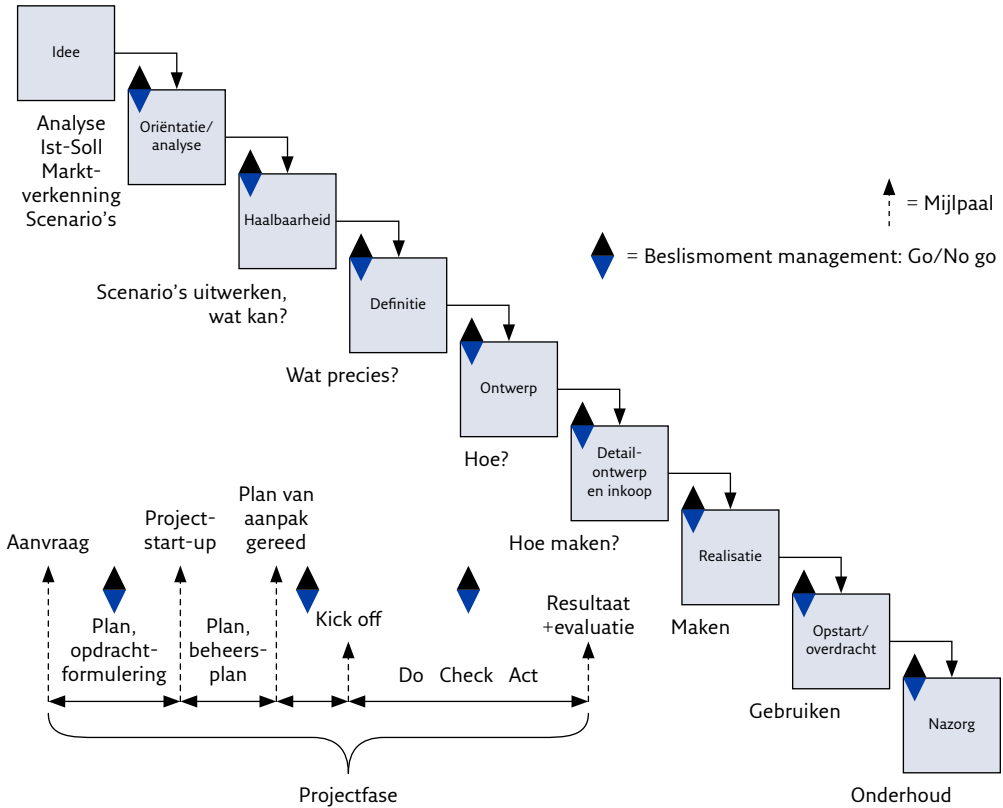 Idee
Analyse
Ist-Soll
Markt-
verkenning
Scenario's
Oriëntatie/
analyse
Haalbaarheid
Scenario's uitwerken,
wat kan?
Definitie
Wat precies?
Ontwerp
Hoe?
Detail-
ontwerp
en inkoop
Hoe maken?
Realisatie
Maken
Opstart/
overdracht
Gebruiken
Nazorg
Onderhoud
= Mijlpaal
= Beslismoment management: Go/No go
Aanvraag
Project-
start-up
Plan van
aanpak
gereed
Kick off
Resultaat
+evaluatie
Plan,
opdracht-
formulering
Plan,
beheers-
plan
Do Check Act
Projectfase